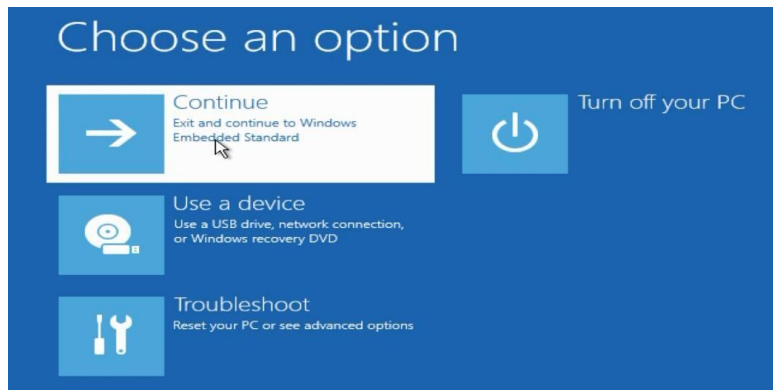 Choose an option
Continue
Exit and continue to Windows
Embedded Standard
Turn off your PC
Use a device
Use a USB drive, network connection,
or Windows recovery DVD
Troubleshoot
Reset your PC or see advanced options